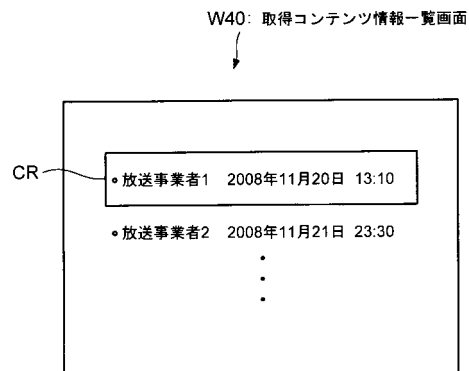 W40: 取得コンテンツ情報一覧画面
CR
放送事業者1 2008年11月20日 13:10
放送事業者2 2008年11月21日 23:30